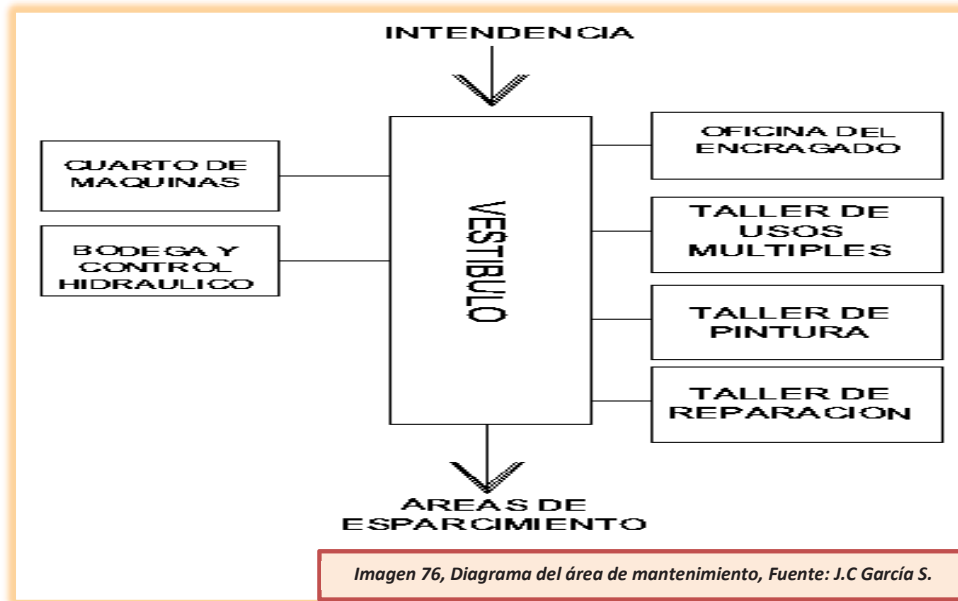 INTENDENCIA
CUARTO DE
MAQUINAS
BODEGA Y
CONTROL
HIDRAULICO
VESTIBULO
OFICINA DEL
ENCRAGADO
TALLER DE
USOS
MULTIPLES
TALLER DE
PINTURA
TALLER DE
REPARACION
AREAS DE
ESPARCIMIENTO
Imagen 76, Diagrama del área de mantenimiento, Fuente: J.C García S.